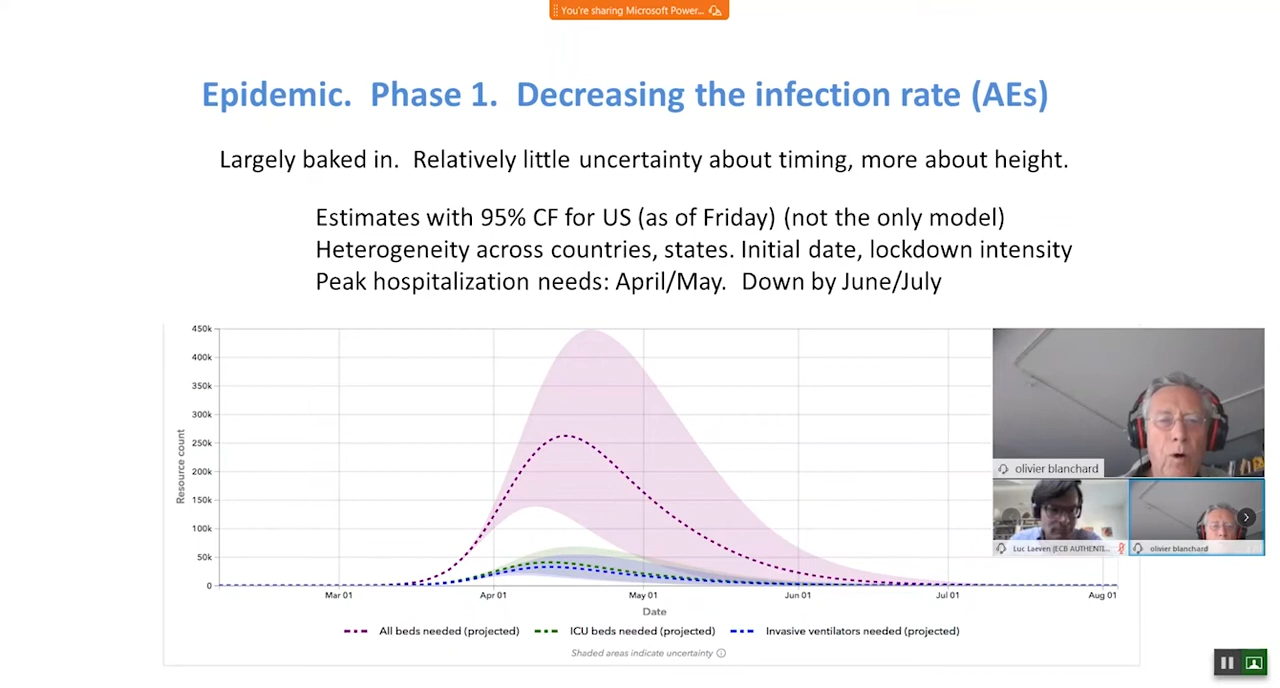 You're sharing Microsoft Power...
Epidemic. Phase 1. Decreasing the infection rate (AEs)
Largely baked in. Relatively little uncertainty about timing, more about height.
Estimates with 95% CF for US (as of Friday) (not the only model)
Heterogeneity across countries, states. Initial date, lockdown intensity
Peak hospitalization needs: April/May. Down by June/July
Resource count
450k
400k
350k
300k
250k
200k
150k
100k
50k
0
Mar 01
Apr 01
May 01
Jun 01
Jul 01
Aug 01
Date
All beds needed (projected)
ICU beds needed (projected)
Invasive ventilators needed (projected)
Shaded areas indicate uncertainty
olivier blanchard
Luc Laeven (ECB AUTHENTI...
olivier blanchard